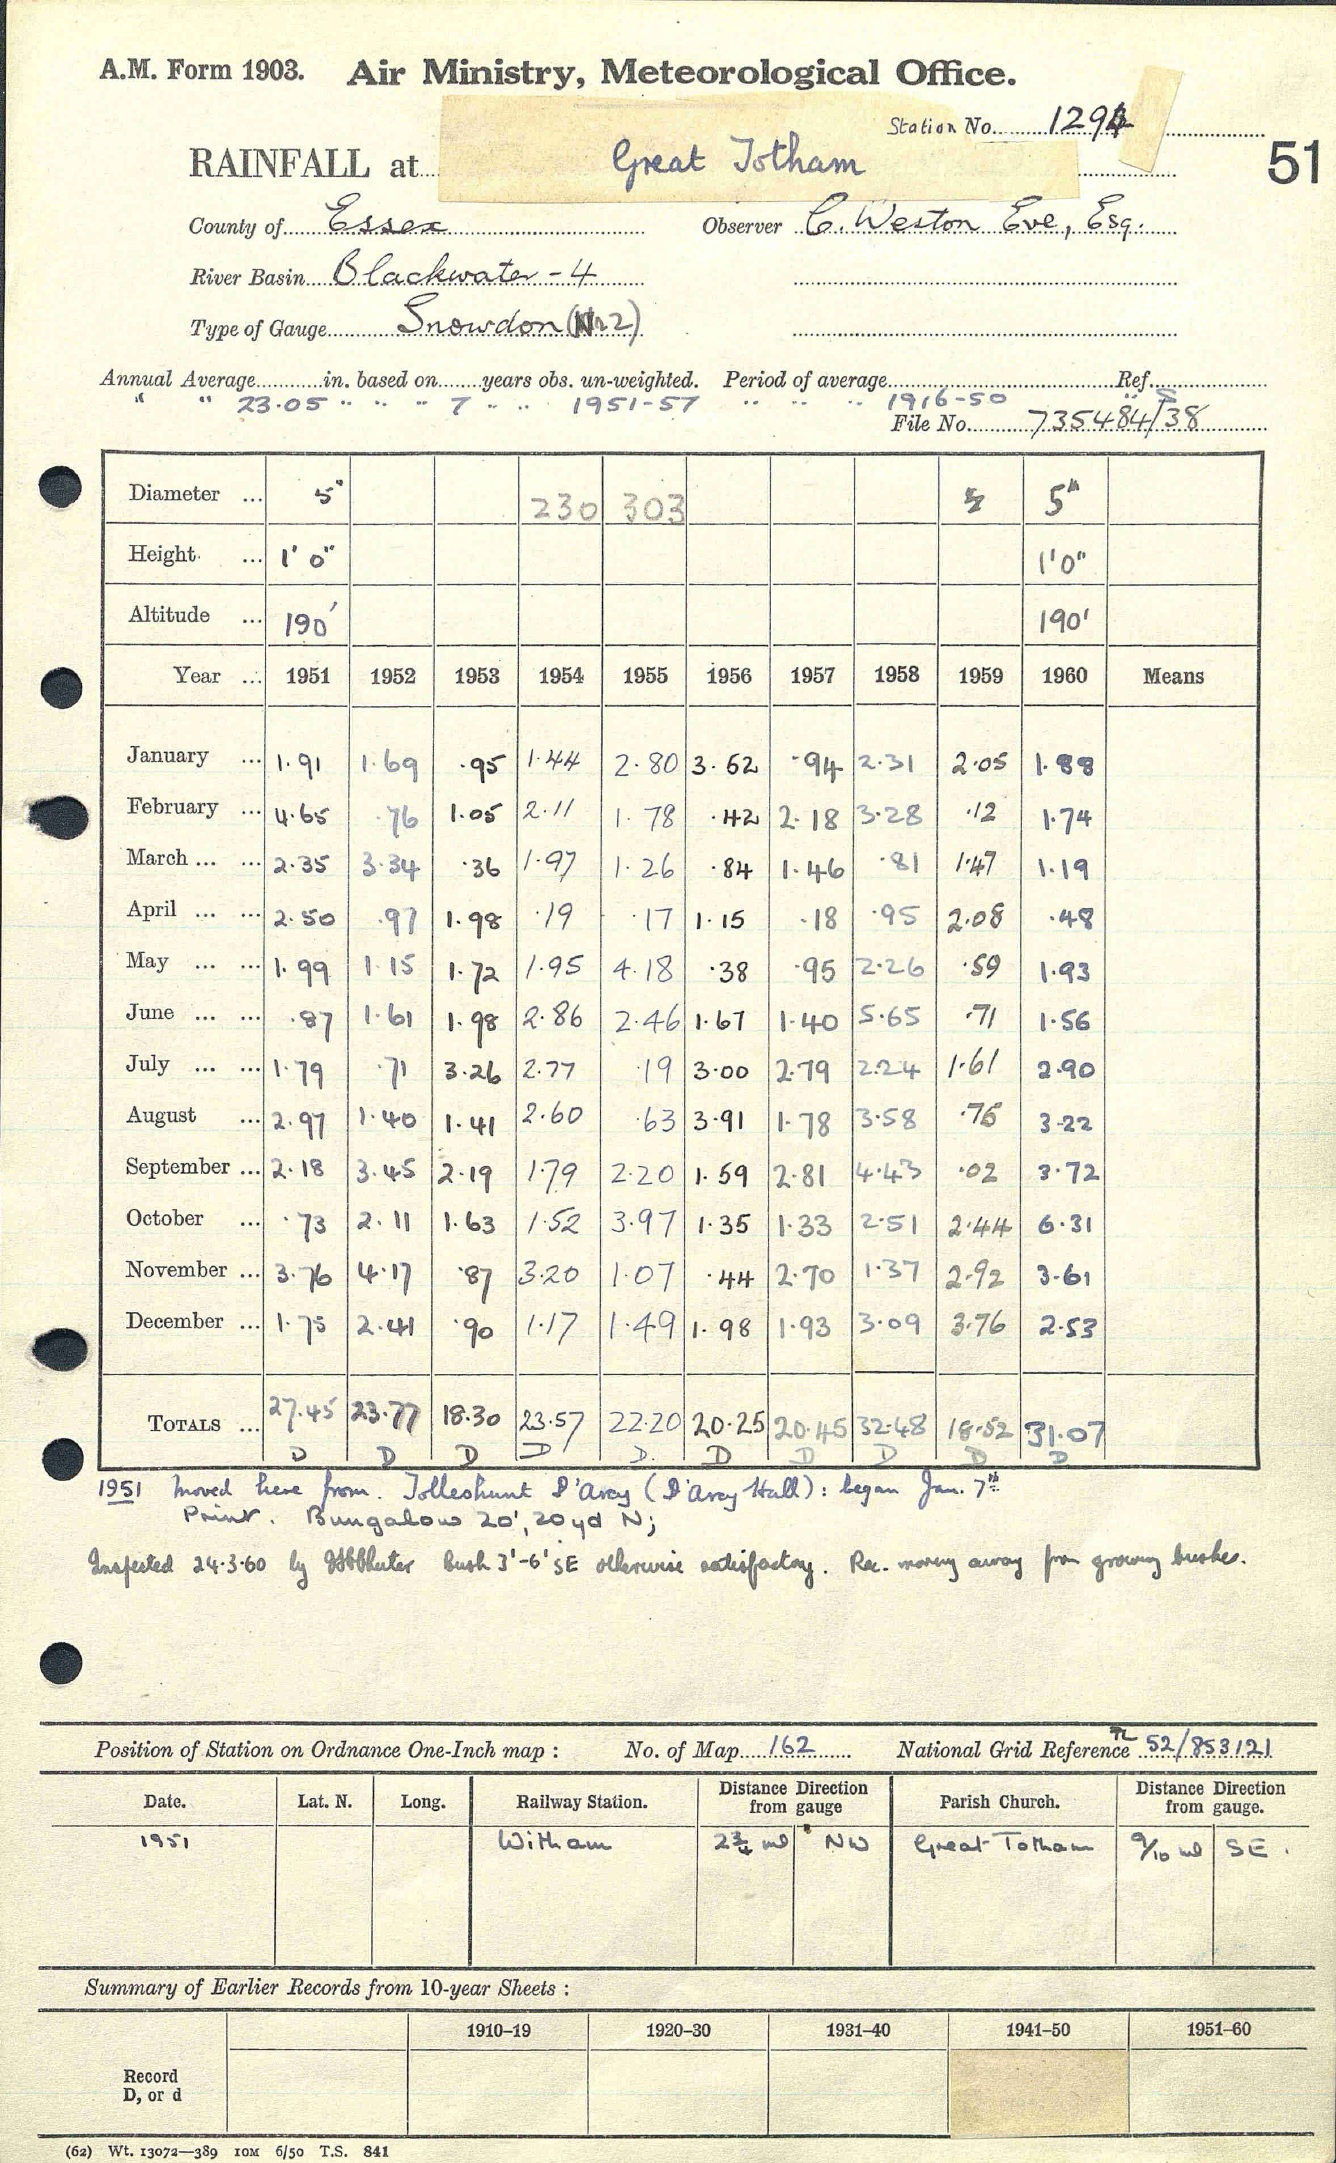 A.M. Form 1903. Air Ministry, Meteorological Office.
Station No. 1294
RAINFALL at Great Totham 51
County of Essex Observer C. Weston Eve, Esq.
River Basin Blackwater - 4
Type of Gauge Snowdon (No 2)
Annual Average in. based on years obs. un-weighted. Period of average Ref.
" " 23.05 " " " 7 " " 1951-57 " " " 1916-50 " S
File No. 735484/38
Diameter ... 5" 230 303 5"
Height ... 1' 0" 1'0"
Altitude ... 190' 190'
Year ... 1951 1952 1953 1954 1955 1956 1957 1958 1959 1960 Means
January ... 1.91 1.69 .95 1.44 2.80 3.52 .94 2.31 2.05 1.88
February ... 4.65 .76 1.05 2.11 1.78 .42 2.18 3.28 .12 1.74
March ... ... 2.35 3.34 .36 1.97 1.26 .84 1.46 .81 1.47 1.19
April ... ... 2.50 .97 1.98 .19 .17 1.15 .18 .95 2.08 .48
May ... ... 1.99 1.15 1.72 1.95 4.18 .38 .95 2.26 .59 1.93
June ... ... .87 1.61 1.98 2.86 2.46 1.67 1.40 5.65 .71 1.56
July ... ... 1.79 .71 3.26 2.77 .19 3.00 2.79 2.24 1.61 2.90
August ... 2.97 1.40 1.41 2.60 .63 3.91 1.78 3.58 .75 3.22
September ... 2.18 3.45 2.19 1.79 2.20 1.59 2.81 4.43 .02 3.72
October ... .73 2.11 1.63 1.52 3.97 1.35 1.33 2.51 2.44 6.31
November ... 3.76 4.17 .87 3.20 1.07 .44 2.70 1.37 2.92 3.61
December ... 1.75 2.41 .90 1.17 1.49 1.98 1.93 3.09 3.76 2.53
TOTALS ... 27.45 23.77 18.30 23.57 22.20 20.25 20.45 32.48 18.52 31.07
D D D D D. D D D D D
1951 Moved here from. Tolleshunt D'Arcy (D'Arcy Hall): began Jan. 7th
Print. Bungalow 20', 20yd N;
Inspected 24.3.60 by bush 3'-6' SE otherwise satisfactory. Rec. moving away from growing bushes.
Position of Station on Ordnance One-Inch map : No. of Map 162 National Grid Reference TL 52/853121
Date. Lat. N. Long. Railway Station. Distance Direction from gauge Parish Church. Distance Direction from gauge.
1951 Witham 2¾ ml NW Great Totham 9/10 ml SE.
Summary of Earlier Records from 10-year Sheets :
1910–19 1920–30 1931–40 1941–50 1951–60
Record
D, or d
(62) Wt. 13072—389 10M 6/50 T.S. 841